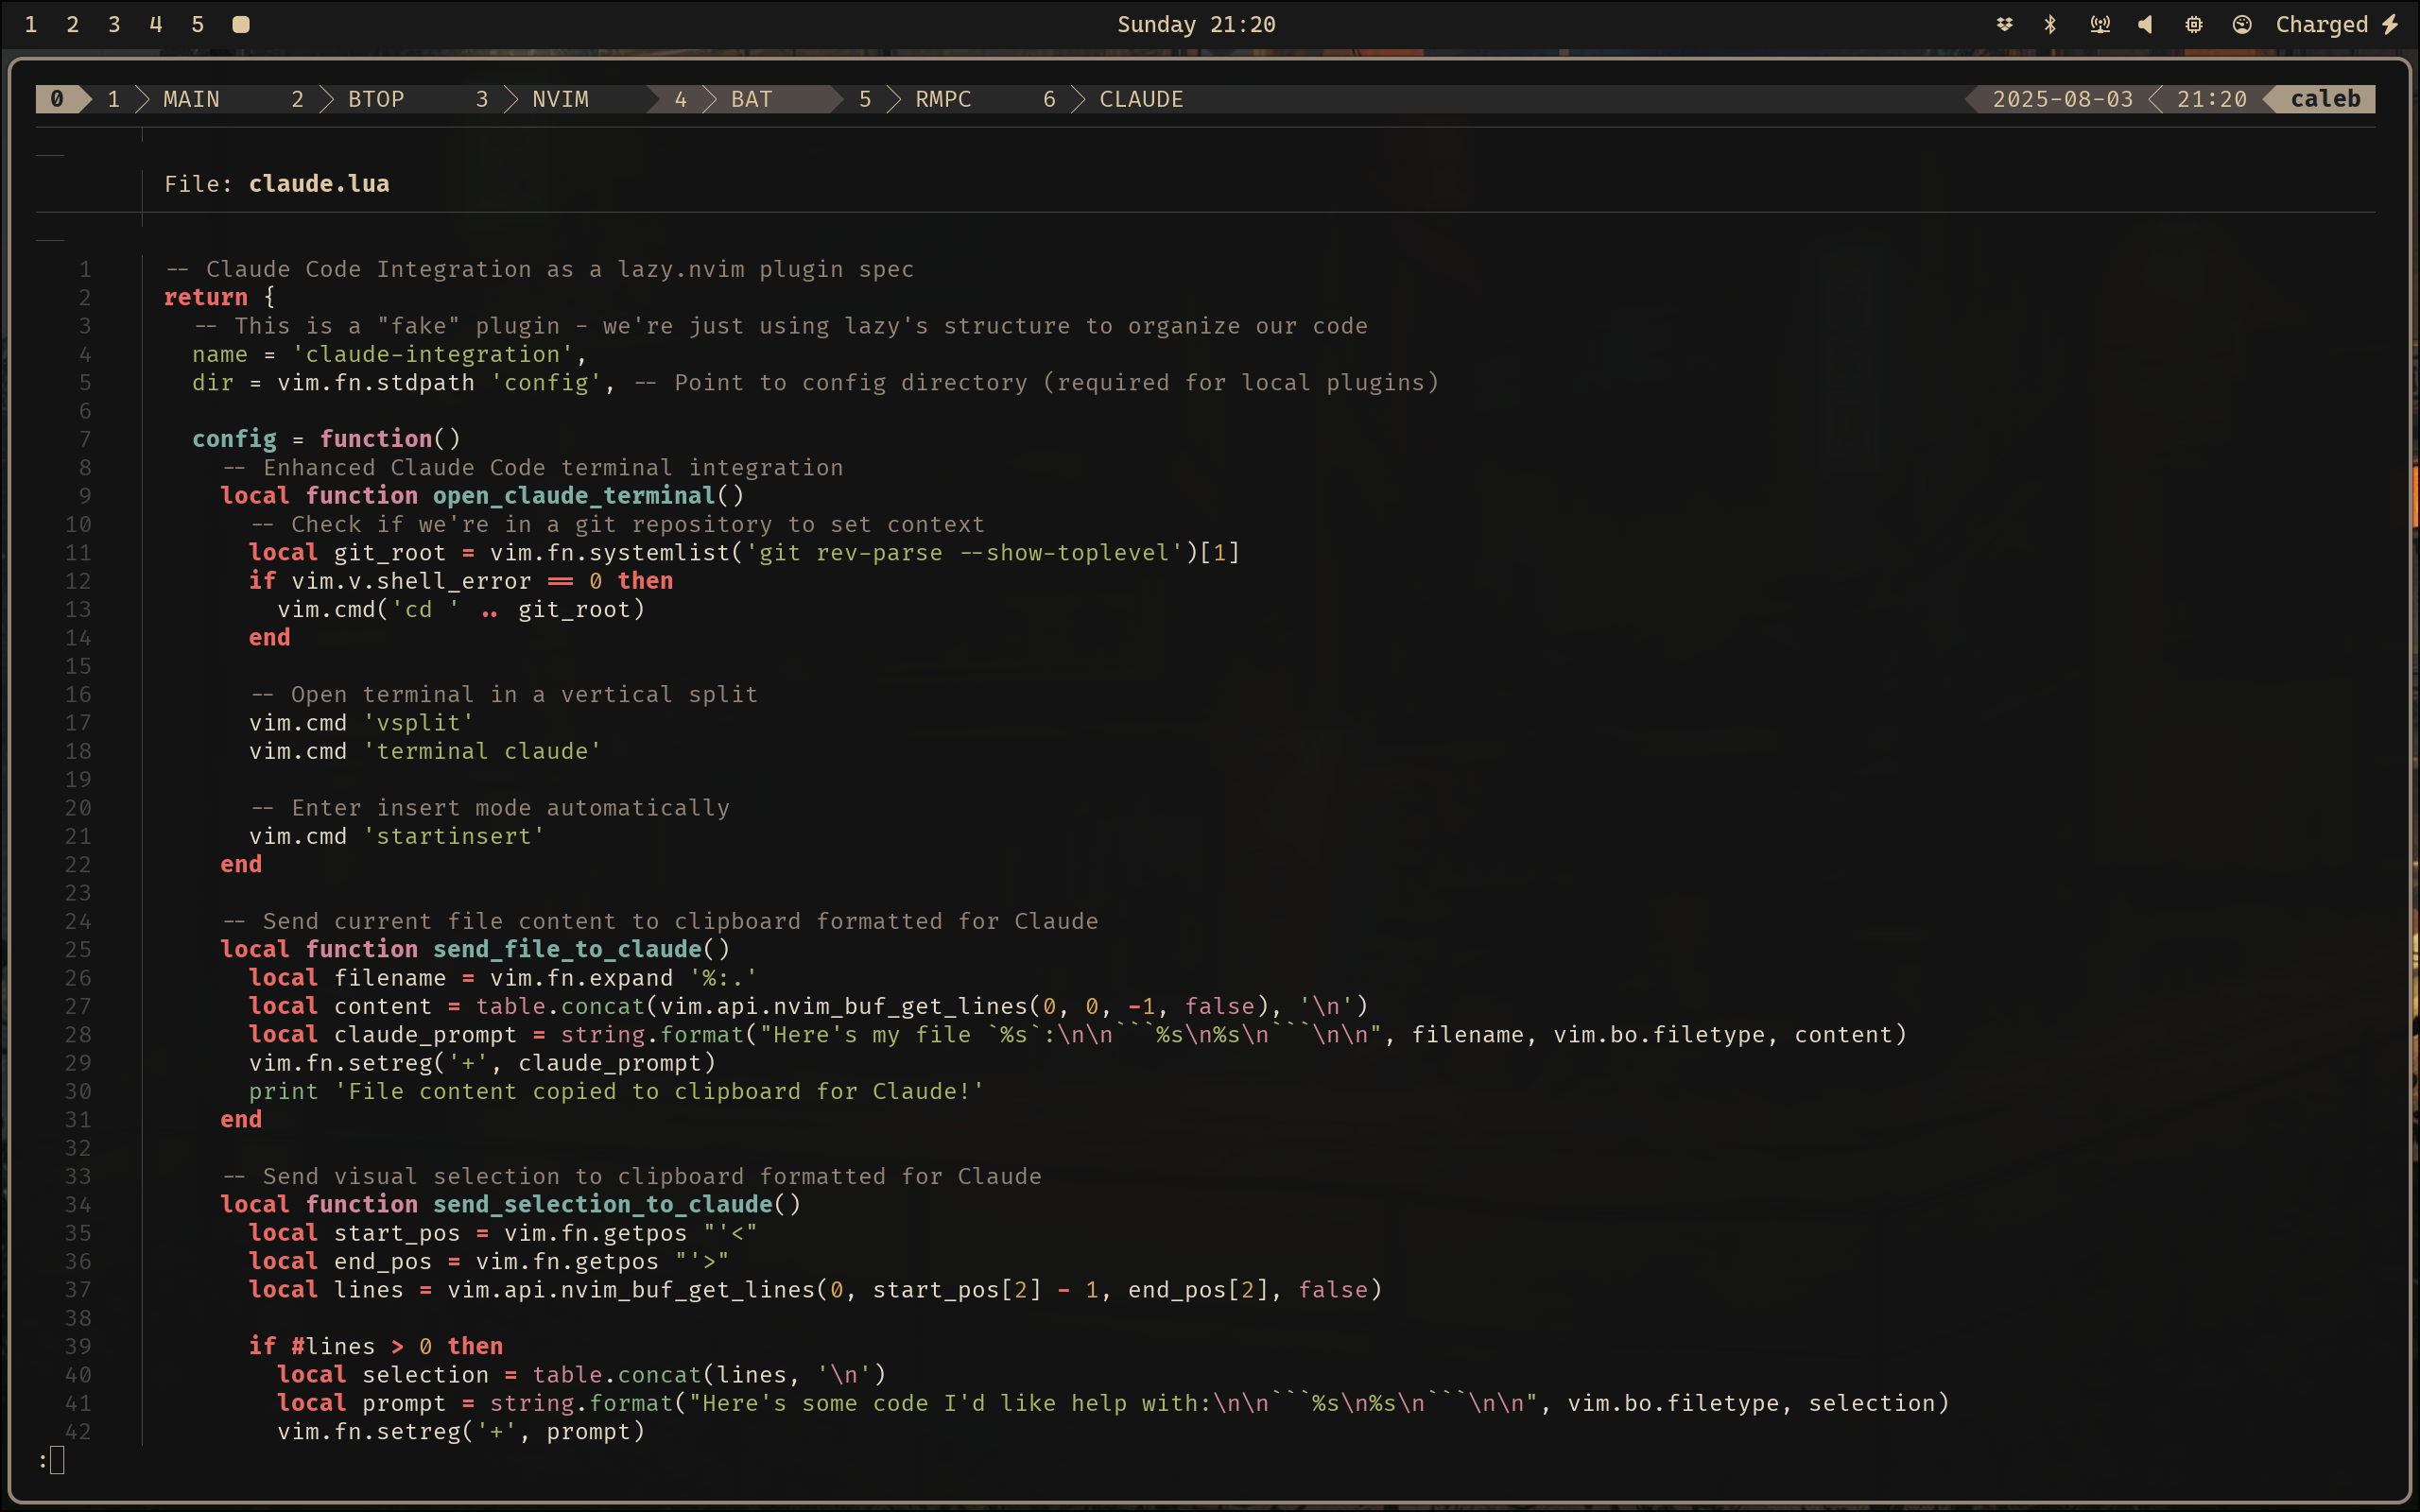 1 2 3 4 5 Sunday 21:20 Charged
0 1 MAIN 2 BTOP 3 NVIM 4 BAT 5 RMPC 6 CLAUDE 2025-08-03 21:20 caleb
File: claude.lua
1 -- Claude Code Integration as a lazy.nvim plugin spec
2 return {
3   -- This is a "fake" plugin - we're just using lazy's structure to organize our code
4   name = 'claude-integration',
5   dir = vim.fn.stdpath 'config', -- Point to config directory (required for local plugins)
6
7   config = function()
8     -- Enhanced Claude Code terminal integration
9     local function open_claude_terminal()
10       -- Check if we're in a git repository to set context
11       local git_root = vim.fn.systemlist('git rev-parse --show-toplevel')[1]
12       if vim.v.shell_error == 0 then
13         vim.cmd('cd ' .. git_root)
14       end
15
16       -- Open terminal in a vertical split
17       vim.cmd 'vsplit'
18       vim.cmd 'terminal claude'
19
20       -- Enter insert mode automatically
21       vim.cmd 'startinsert'
22     end
23
24     -- Send current file content to clipboard formatted for Claude
25     local function send_file_to_claude()
26       local filename = vim.fn.expand '%:.'
27       local content = table.concat(vim.api.nvim_buf_get_lines(0, 0, -1, false), '\n')
28       local claude_prompt = string.format("Here's my file `%s`:\n\n```%s\n%s\n```\n\n", filename, vim.bo.filetype, content)
29       vim.fn.setreg('+', claude_prompt)
30       print 'File content copied to clipboard for Claude!'
31     end
32
33     -- Send visual selection to clipboard formatted for Claude
34     local function send_selection_to_claude()
35       local start_pos = vim.fn.getpos "'<"
36       local end_pos = vim.fn.getpos "'>"
37       local lines = vim.api.nvim_buf_get_lines(0, start_pos[2] - 1, end_pos[2], false)
38
39       if #lines > 0 then
40         local selection = table.concat(lines, '\n')
41         local prompt = string.format("Here's some code I'd like help with:\n\n```%s\n%s\n```\n\n", vim.bo.filetype, selection)
42         vim.fn.setreg('+', prompt)
: